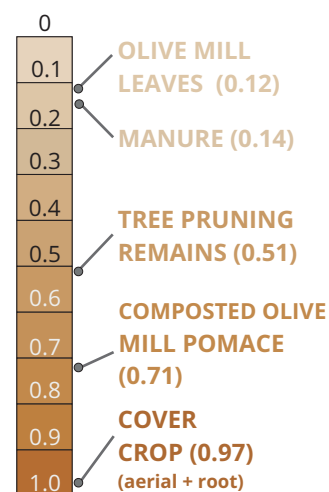 0
0.1
0.2
0.3
0.4
0.5
0.6
0.7
0.8
0.9
1.0
OLIVE MILL
LEAVES (0.12)
MANURE (0.14)
TREE PRUNING
REMAINS (0.51)
COMPOSTED OLIVE
MILL POMACE
(0.71)
COVER
CROP (0.97)
(aerial + root)